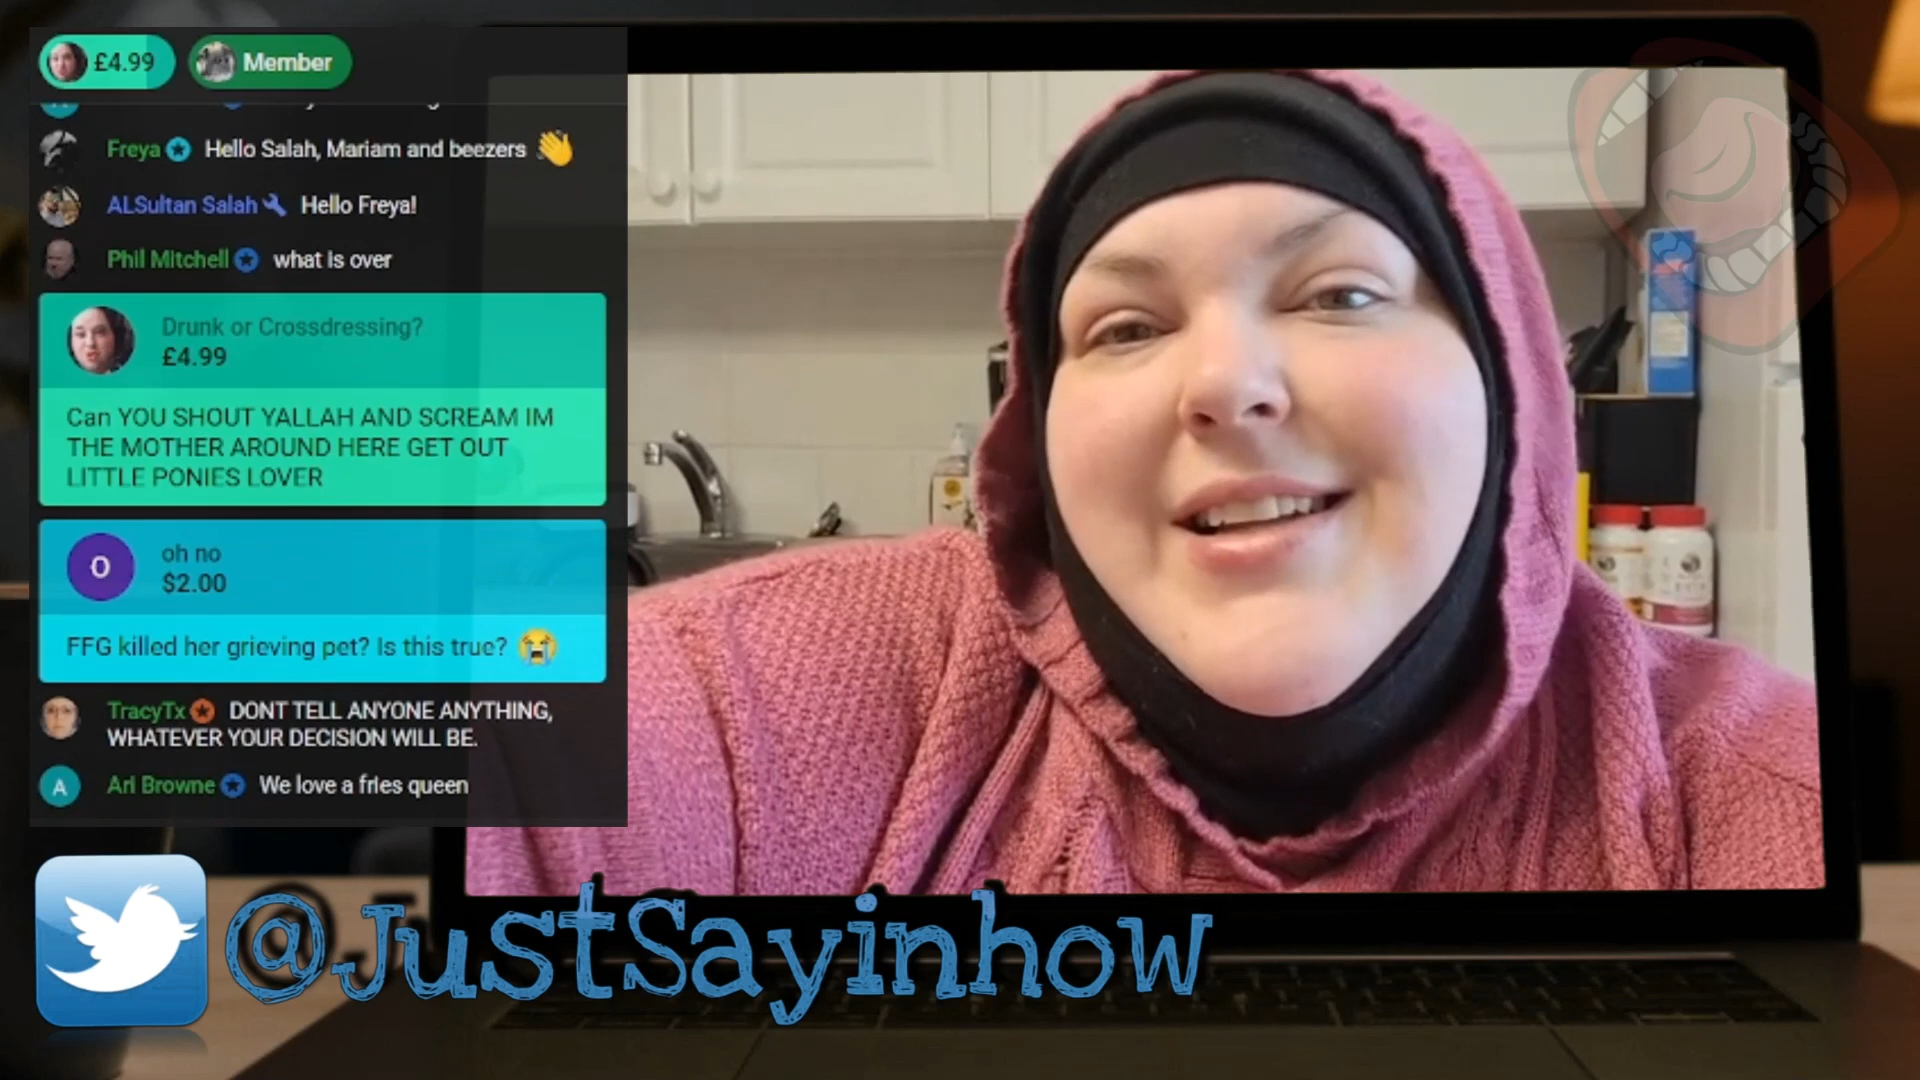 £4.99
Member
Freya Hello Salah, Mariam and beezers
ALSultan Salah Hello Freya!
Phil Mitchell what is over
Drunk or Crossdressing?
£4.99
Can YOU SHOUT YALLAH AND SCREAM IM
THE MOTHER AROUND HERE GET OUT
LITTLE PONIES LOVER
O
oh no
$2.00
FFG killed her grieving pet? Is this true?
TracyTx DONT TELL ANYONE ANYTHING,
WHATEVER YOUR DECISION WILL BE.
A
Ari Browne We love a fries queen
@JustSayinhow